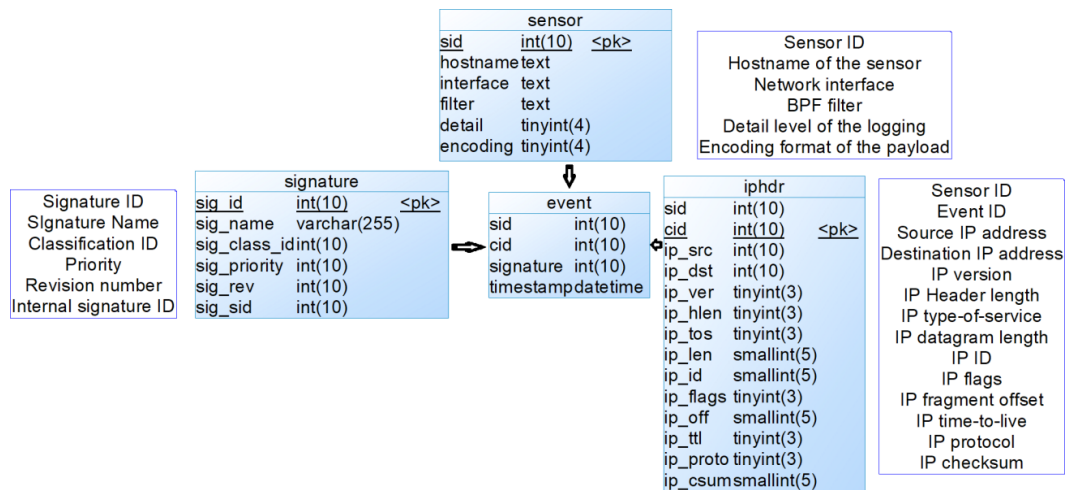 sensor
sid int(10) <pk>
hostname text
interface text
filter text
detail tinyint(4)
encoding tinyint(4)
Sensor ID
Hostname of the sensor
Network interface
BPF filter
Detail level of the logging
Encoding format of the payload
Signature ID
SIgnature Name
Classification ID
Priority
Revision number
Internal signature ID
signature
sig_id int(10) <pk>
sig_name varchar(255)
sig_class_id int(10)
sig_priority int(10)
sig_rev int(10)
sig_sid int(10)
event
sid int(10)
cid int(10)
signature int(10)
timestamp datetime
iphdr
sid int(10)
cid int(10) <pk>
ip_src int(10)
ip_dst int(10)
ip_ver tinyint(3)
ip_hlen tinyint(3)
ip_tos tinyint(3)
ip_len smallint(5)
ip_id smallint(5)
ip_flags tinyint(3)
ip_off smallint(5)
ip_ttl tinyint(3)
ip_proto tinyint(3)
ip_csum smallint(5)
Sensor ID
Event ID
Source IP address
Destination IP address
IP version
IP Header length
IP type-of-service
IP datagram length
IP ID
IP flags
IP fragment offset
IP time-to-live
IP protocol
IP checksum